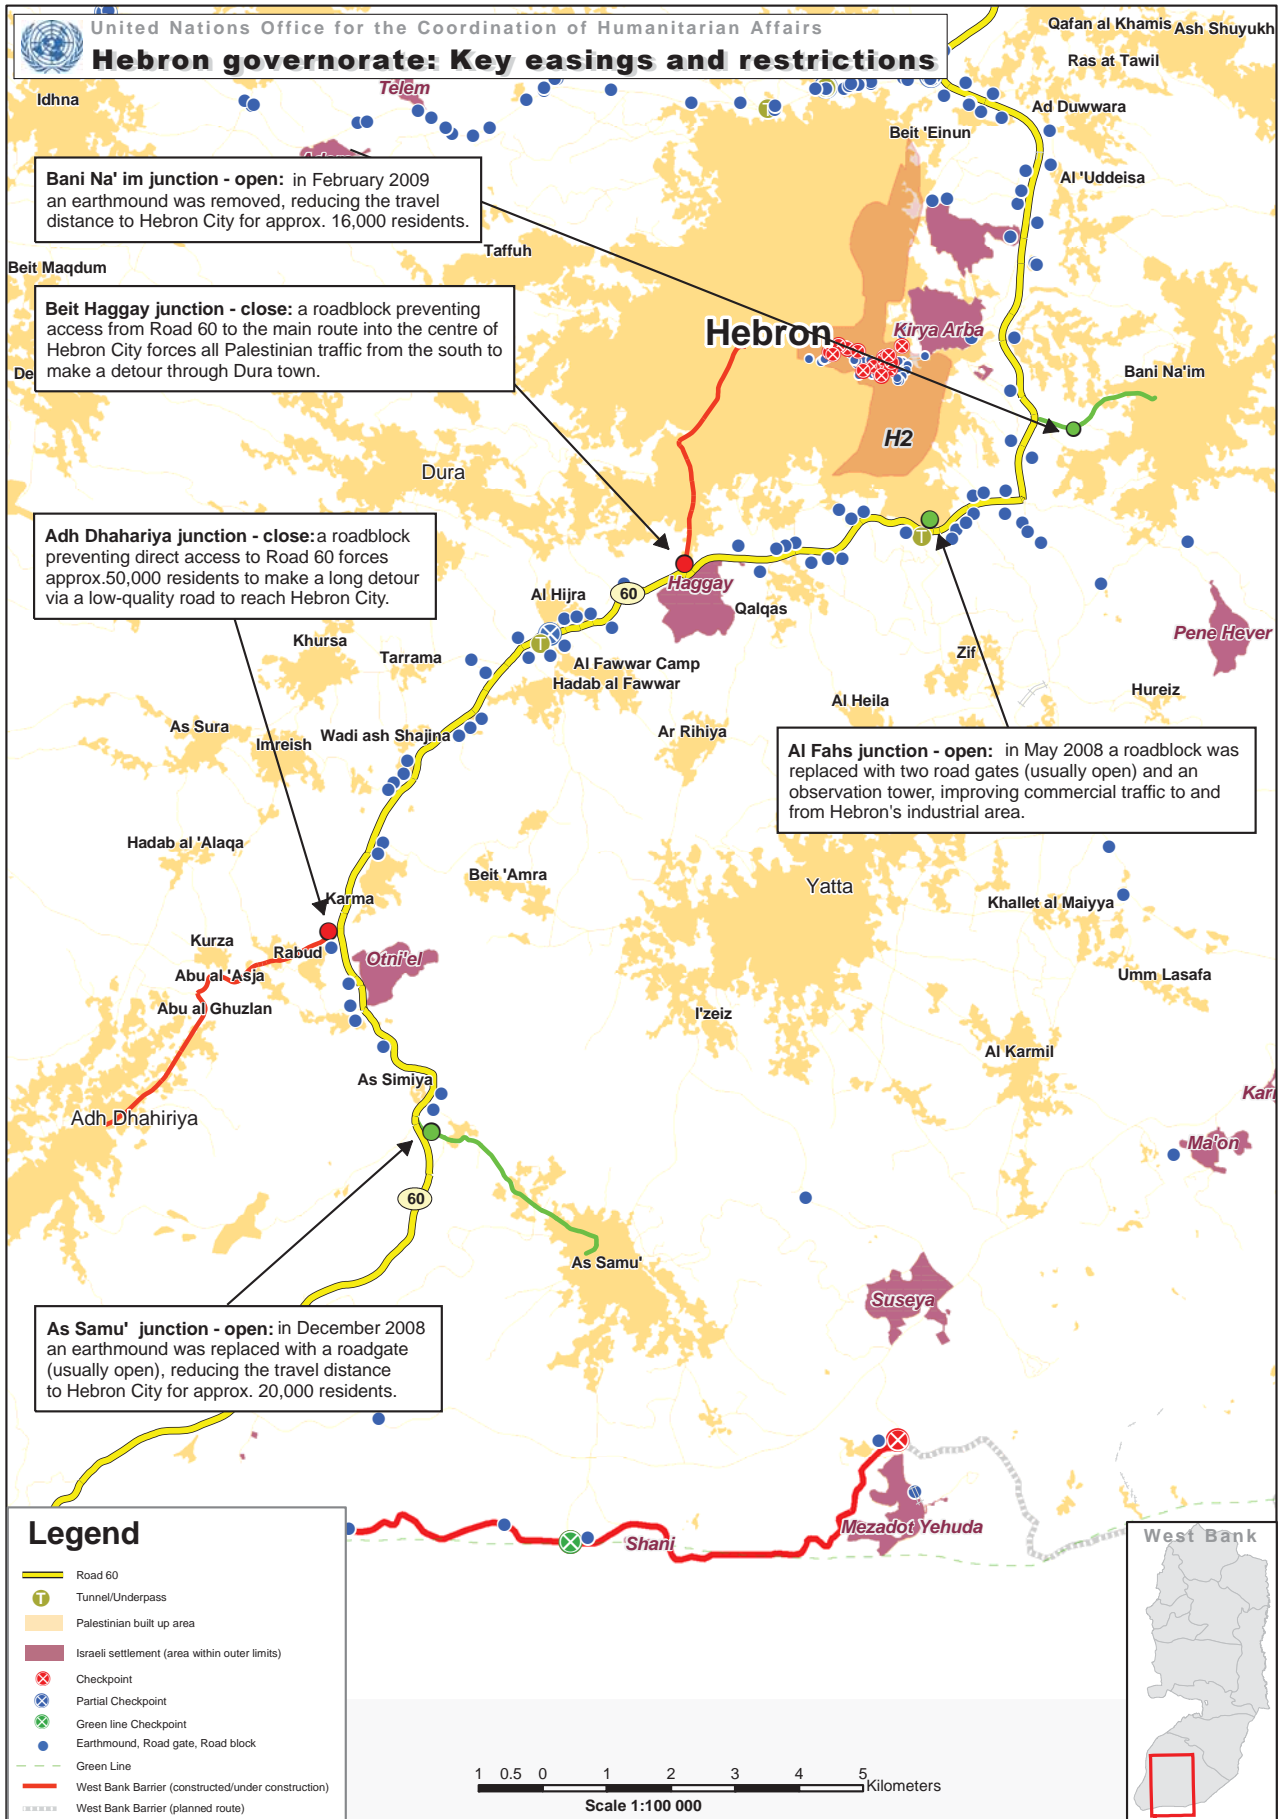 United Nations Office for the Coordination of Humanitarian Affairs
Hebron governorate: Key easings and restrictions
Qafan al Khamis
Ash Shuyukh
Ras at Tawil
Idhna
Telem
Ad Duwwara
Beit 'Einun
Al 'Uddeisa
Bani Na' im junction - open: in February 2009
an earthmound was removed, reducing the travel
distance to Hebron City for approx. 16,000 residents.
Taffuh
Beit Maqdum
Beit Haggay junction - close: a roadblock preventing
access from Road 60 to the main route into the centre of
Hebron City forces all Palestinian traffic from the south to
make a detour through Dura town.
Hebron
Kirya Arba
De
Bani Na'im
H2
Dura
Adh Dhahariya junction - close: a roadblock
preventing direct access to Road 60 forces
approx.50,000 residents to make a long detour
via a low-quality road to reach Hebron City.
T
Haggay
60
Al Hijra
Qalqas
Pene Hever
Khursa
T
Tarrama
Zif
Al Fawwar Camp
Hadab al Fawwar
Hureiz
Al Heila
As Sura
Wadi ash Shajina
Imreish
Ar Rihiya
Al Fahs junction - open: in May 2008 a roadblock was
replaced with two road gates (usually open) and an
observation tower, improving commercial traffic to and
from Hebron's industrial area.
Hadab al 'Alaqa
Beit 'Amra
Yatta
Karma
Khallet al Maiyya
Kurza
Rabud
Otni'el
Abu al 'Asja
Umm Lasafa
Abu al Ghuzlan
I'zeiz
Al Karmil
As Simiya
Kar
Adh Dhahiriya
Ma'on
60
As Samu'
Suseya
As Samu' junction - open: in December 2008
an earthmound was replaced with a roadgate
(usually open), reducing the travel distance
to Hebron City for approx. 20,000 residents.
Mezadot Yehuda
Shani
Legend
Road 60
T
Tunnel/Underpass
Palestinian built up area
Israeli settlement (area within outer limits)
Checkpoint
Partial Checkpoint
Green line Checkpoint
Earthmound, Road gate, Road block
Green Line
West Bank Barrier (constructed/under construction)
West Bank Barrier (planned route)
1 0.5 0 1 2 3 4 5
Kilometers
Scale 1:100 000
West Bank